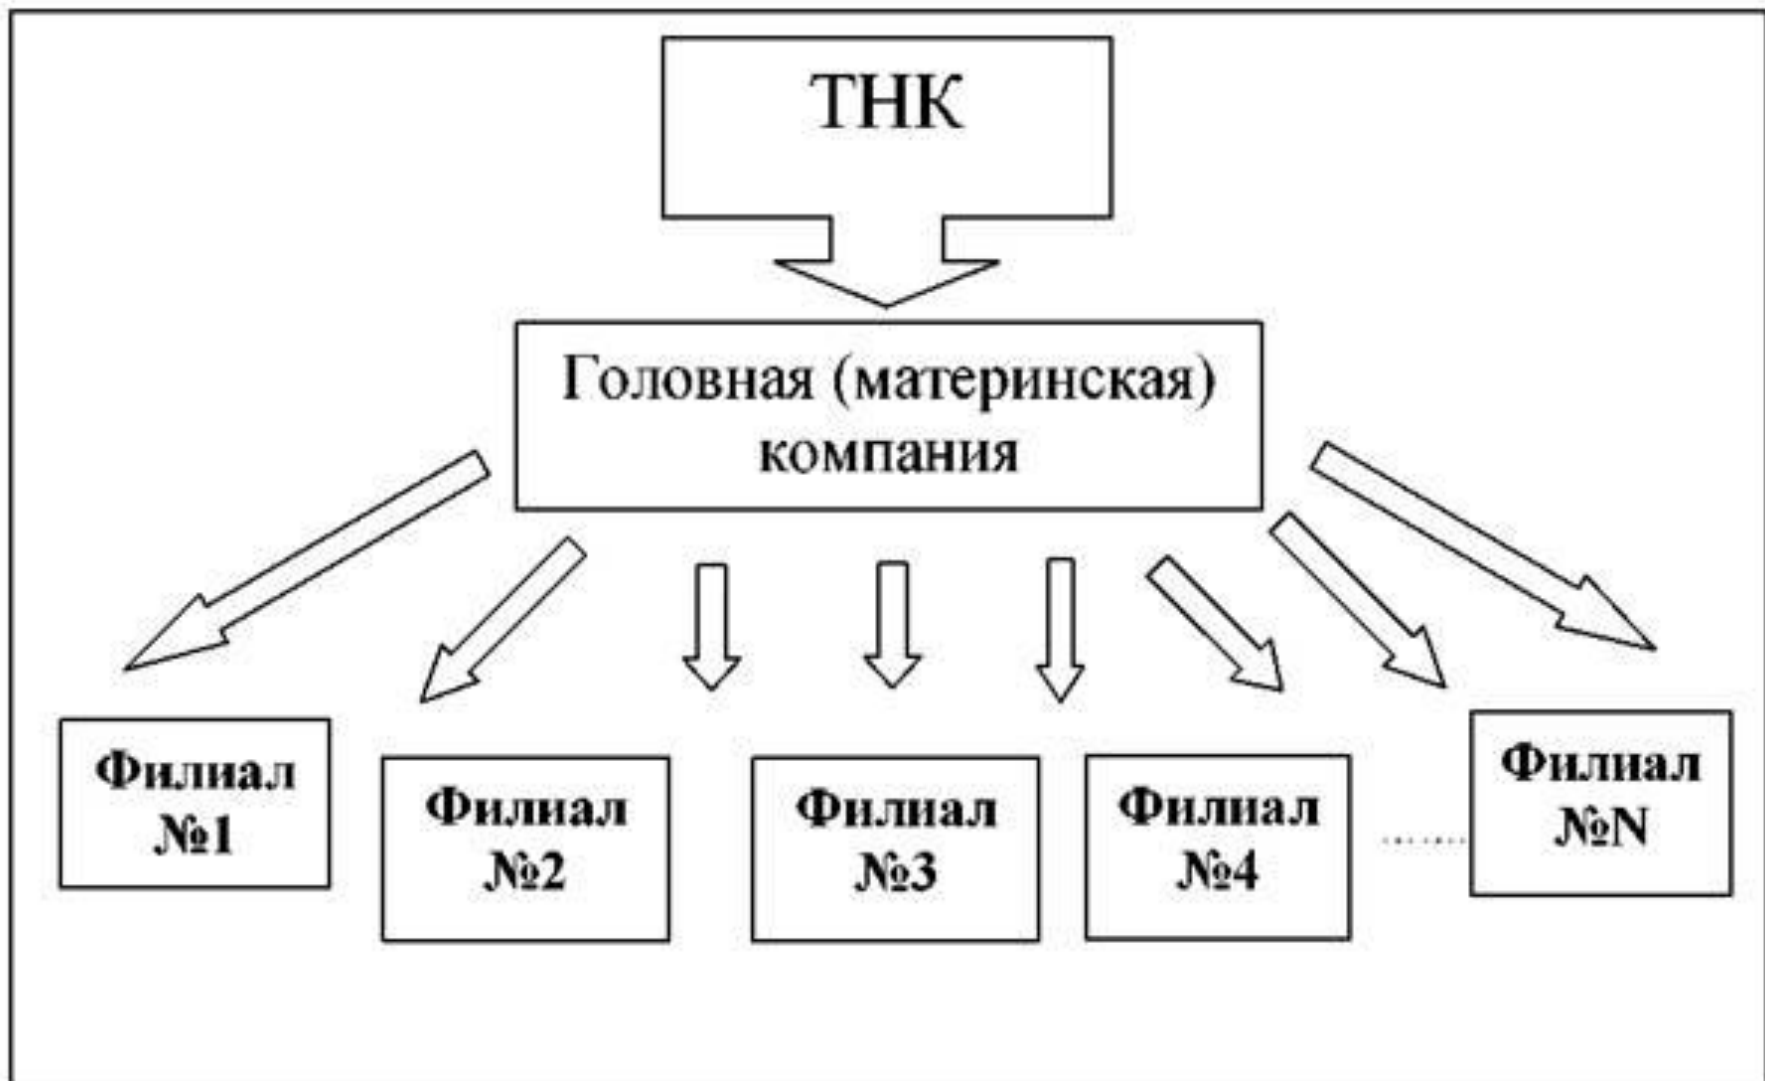 ТНК
Головная (материнская)
компания
Филиал
№1
Филиал
№2
Филиал
№3
Филиал
№4
.......
Филиал
№N